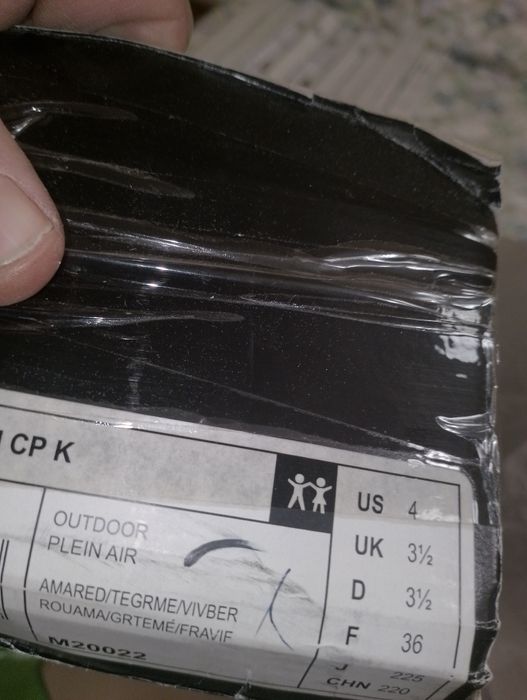 CP K
US 4
OUTDOOR
PLEIN AIR
UK 3½
D 3½
AMARED/TEGRME/VIVBER
ROUAMA/GRTEMÉ/FRAVIF
F 36
M20022
J 225
CHN 220